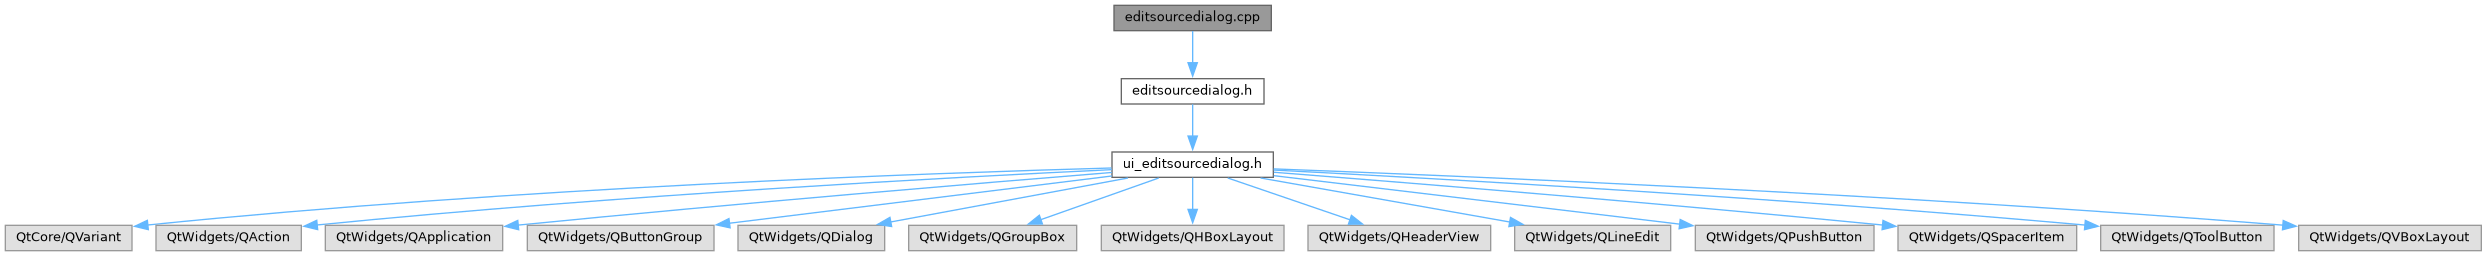 editsourcedialog.cpp
editsourcedialog.h
ui_editsourcedialog.h
QtCore/QVariant
QtWidgets/QAction
QtWidgets/QApplication
QtWidgets/QButtonGroup
QtWidgets/QDialog
QtWidgets/QGroupBox
QtWidgets/QHBoxLayout
QtWidgets/QHeaderView
QtWidgets/QLineEdit
QtWidgets/QPushButton
QtWidgets/QSpacerItem
QtWidgets/QToolButton
QtWidgets/QVBoxLayout